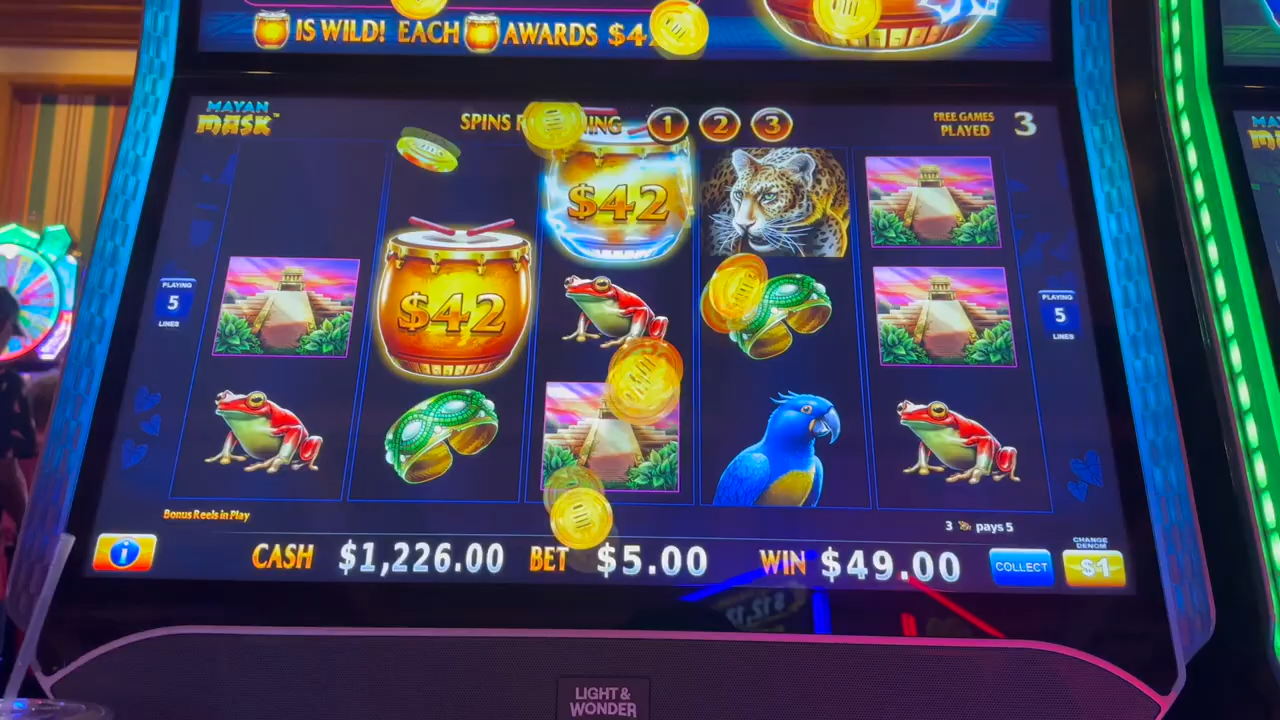 IS WILD! EACH AWARDS $4
MAYAN
MASK™
SPINS
1 2 3
FREE GAMES
PLAYED 3
$42
$42
PLAYING
5
LINES
PLAYING
5
LINES
Bonus Reels in Play
3 pays 5
CASH $1,226.00 BET $5.00 WIN $49.00
COLLECT
CHANGE
DENOM
$1
LIGHT &
WONDER